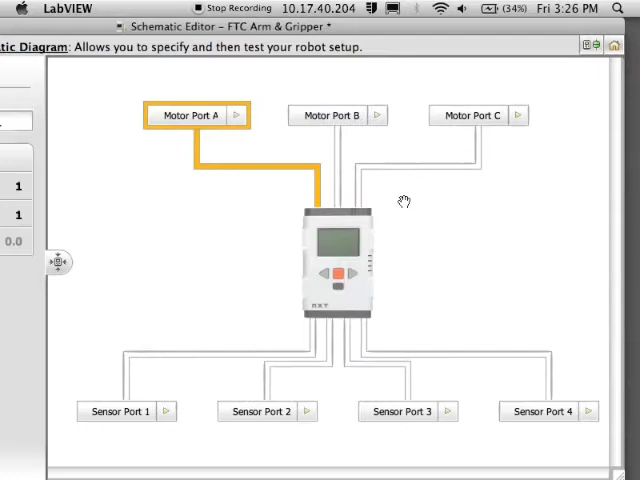 LabVIEW Stop Recording 10.17.40.204 (34%) Fri 3:26 PM
Schematic Editor - FTC Arm & Gripper *
tic Diagram: Allows you to specify and then test your robot setup.
Motor Port A Motor Port B Motor Port C
1
1
0.0
NXT
Sensor Port 1 Sensor Port 2 Sensor Port 3 Sensor Port 4